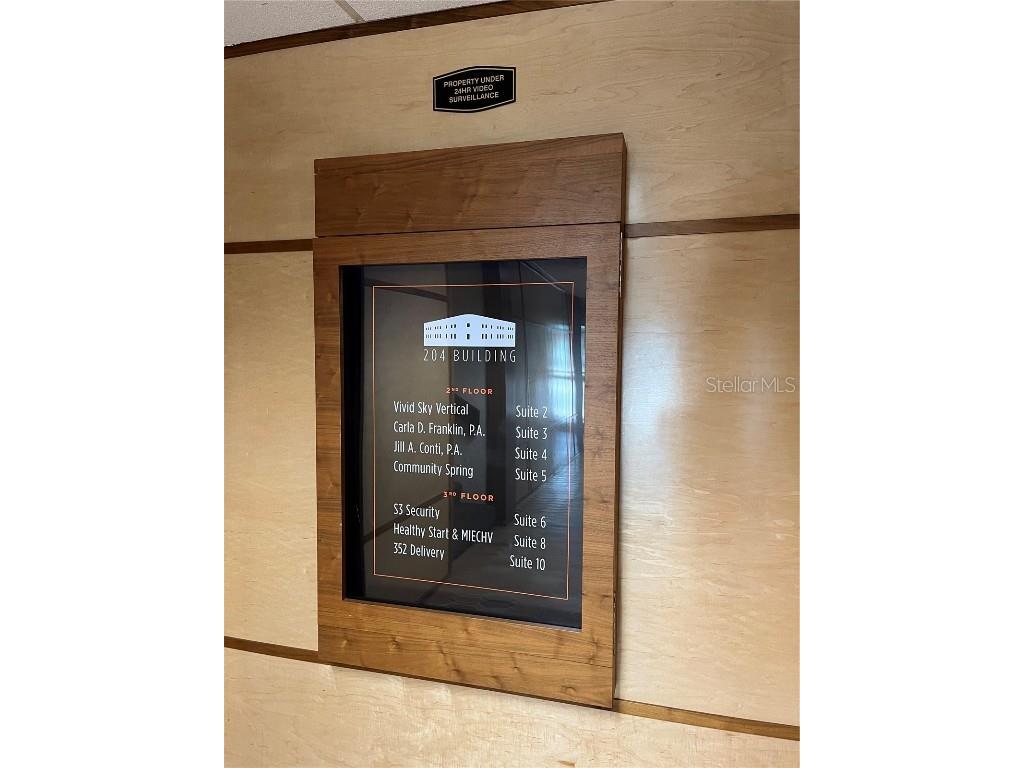 PROPERTY UNDER
24HR VIDEO
SURVEILLANCE
204 BUILDING
2ND FLOOR
Vivid Sky Vertical Suite 2
Carla D. Franklin, P.A. Suite 3
Jill A. Conti, P.A. Suite 4
Community Spring Suite 5
3RD FLOOR
S3 Security Suite 6
Healthy Start & MIECHV Suite 8
352 Delivery Suite 10
StellarMLS